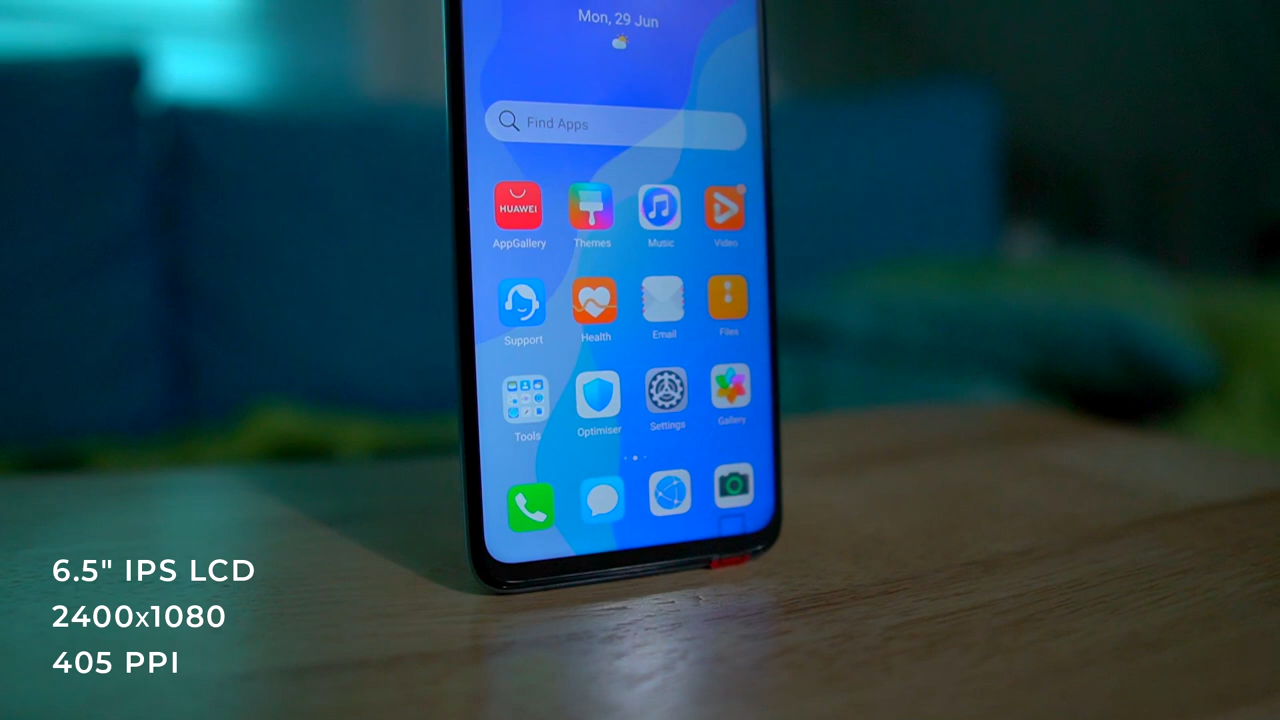 Mon, 29 Jun
Find Apps
HUAWEI
AppGallery
Themes
Music
Video
Support
Health
Email
Files
Tools
Optimiser
Settings
Gallery
6.5" IPS LCD
2400x1080
405 PPI